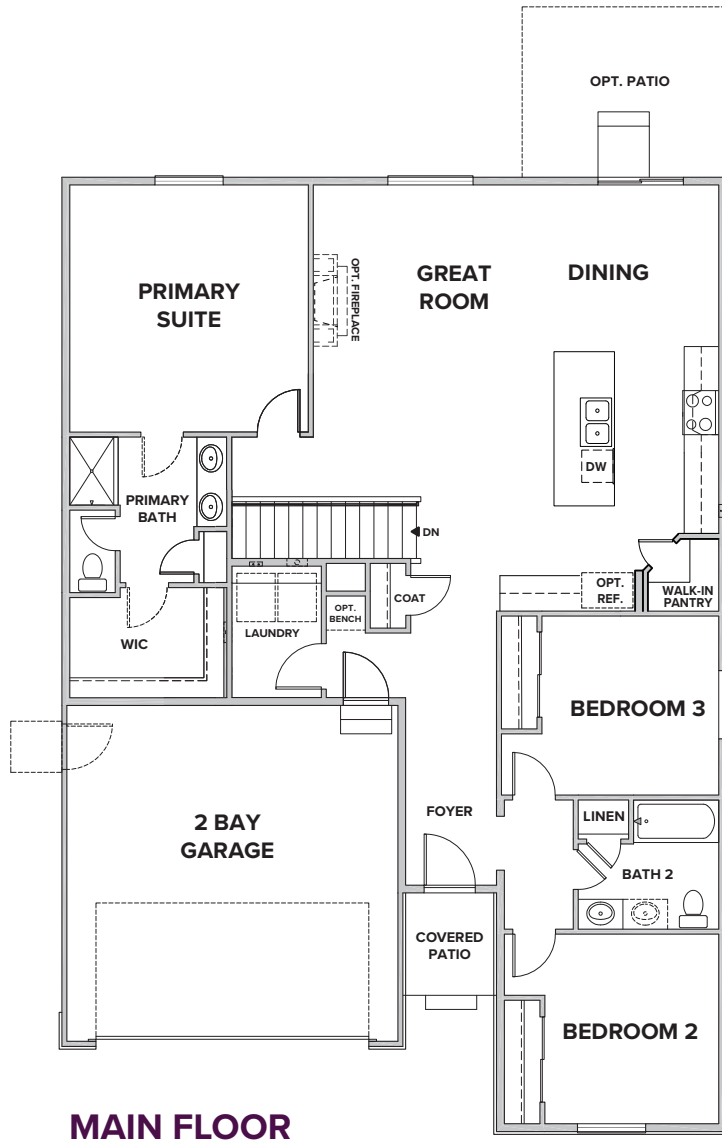 OPT. PATIO
PRIMARY
SUITE
OPT. FIREPLACE
GREAT
ROOM
DINING
DW
PRIMARY
BATH
DN
WIC
LAUNDRY
OPT.
BENCH
COAT
OPT.
REF.
WALK-IN
PANTRY
BEDROOM 3
2 BAY
GARAGE
FOYER
LINEN
BATH 2
COVERED
PATIO
BEDROOM 2
MAIN FLOOR